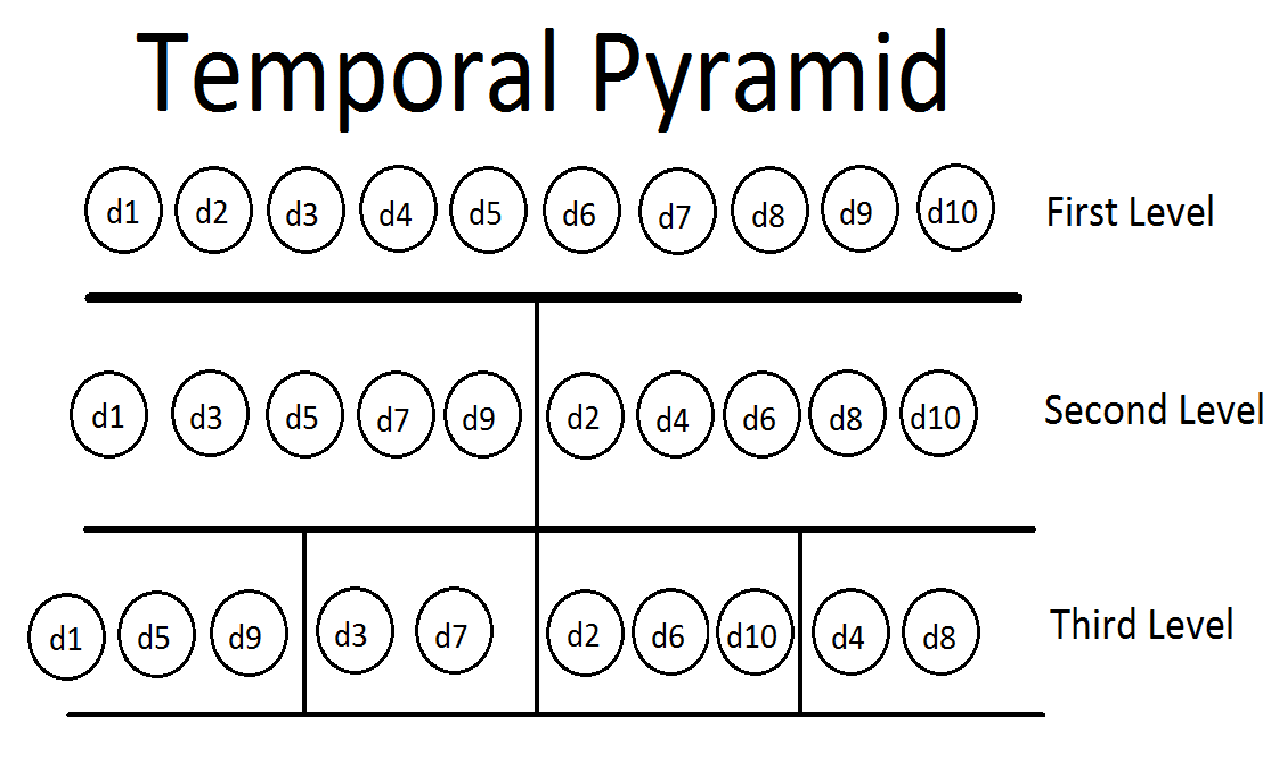 Temporal Pyramid
d1 d2 d3 d4 d5 d6 d7 d8 d9 d10 First Level
d1 d3 d5 d7 d9 d2 d4 d6 d8 d10 Second Level
d1 d5 d9 d3 d7 d2 d6 d10 d4 d8 Third Level